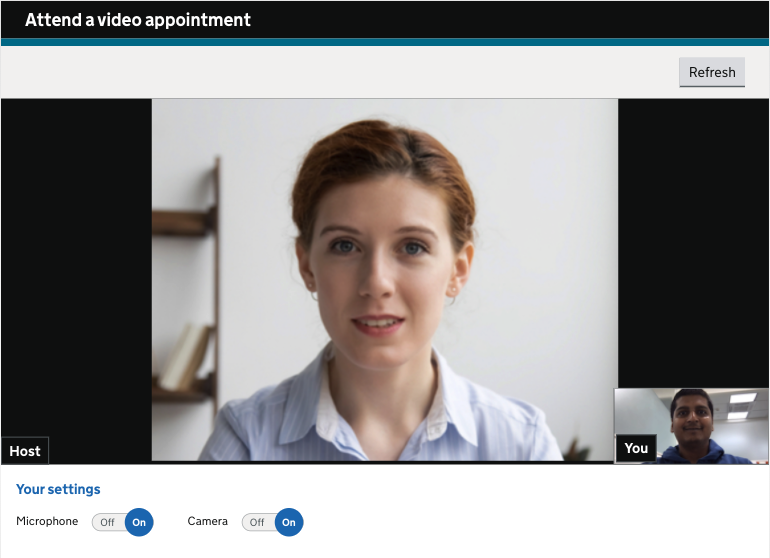 Attend a video appointment
Refresh
Host
You
Your settings
Microphone Off On Camera Off On